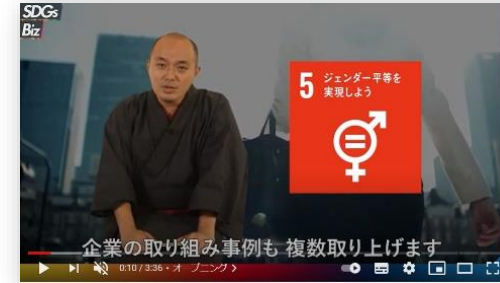 SDGs
Biz
5 ジェンダー平等を
実現しよう
企業の取り組み事例も 複数取り上げます
0:10 / 3:36・オープニング >